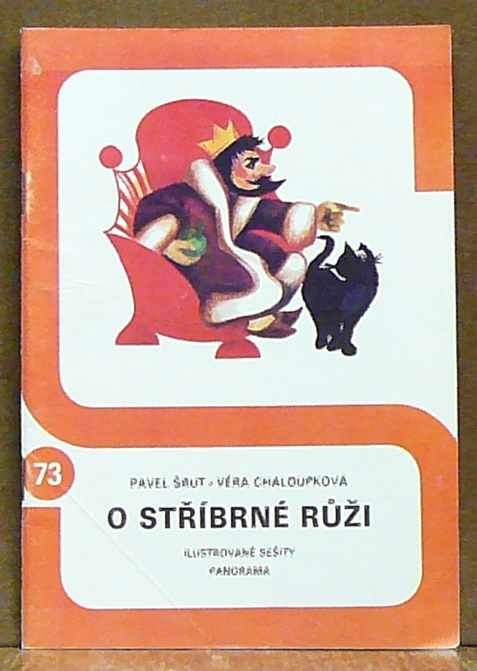 73
PAVEL ŠRUT • VĚRA CHALOUPKOVÁ
O STŘÍBRNÉ RŮŽI
ILUSTROVANÉ SEŠITY
PANORAMA